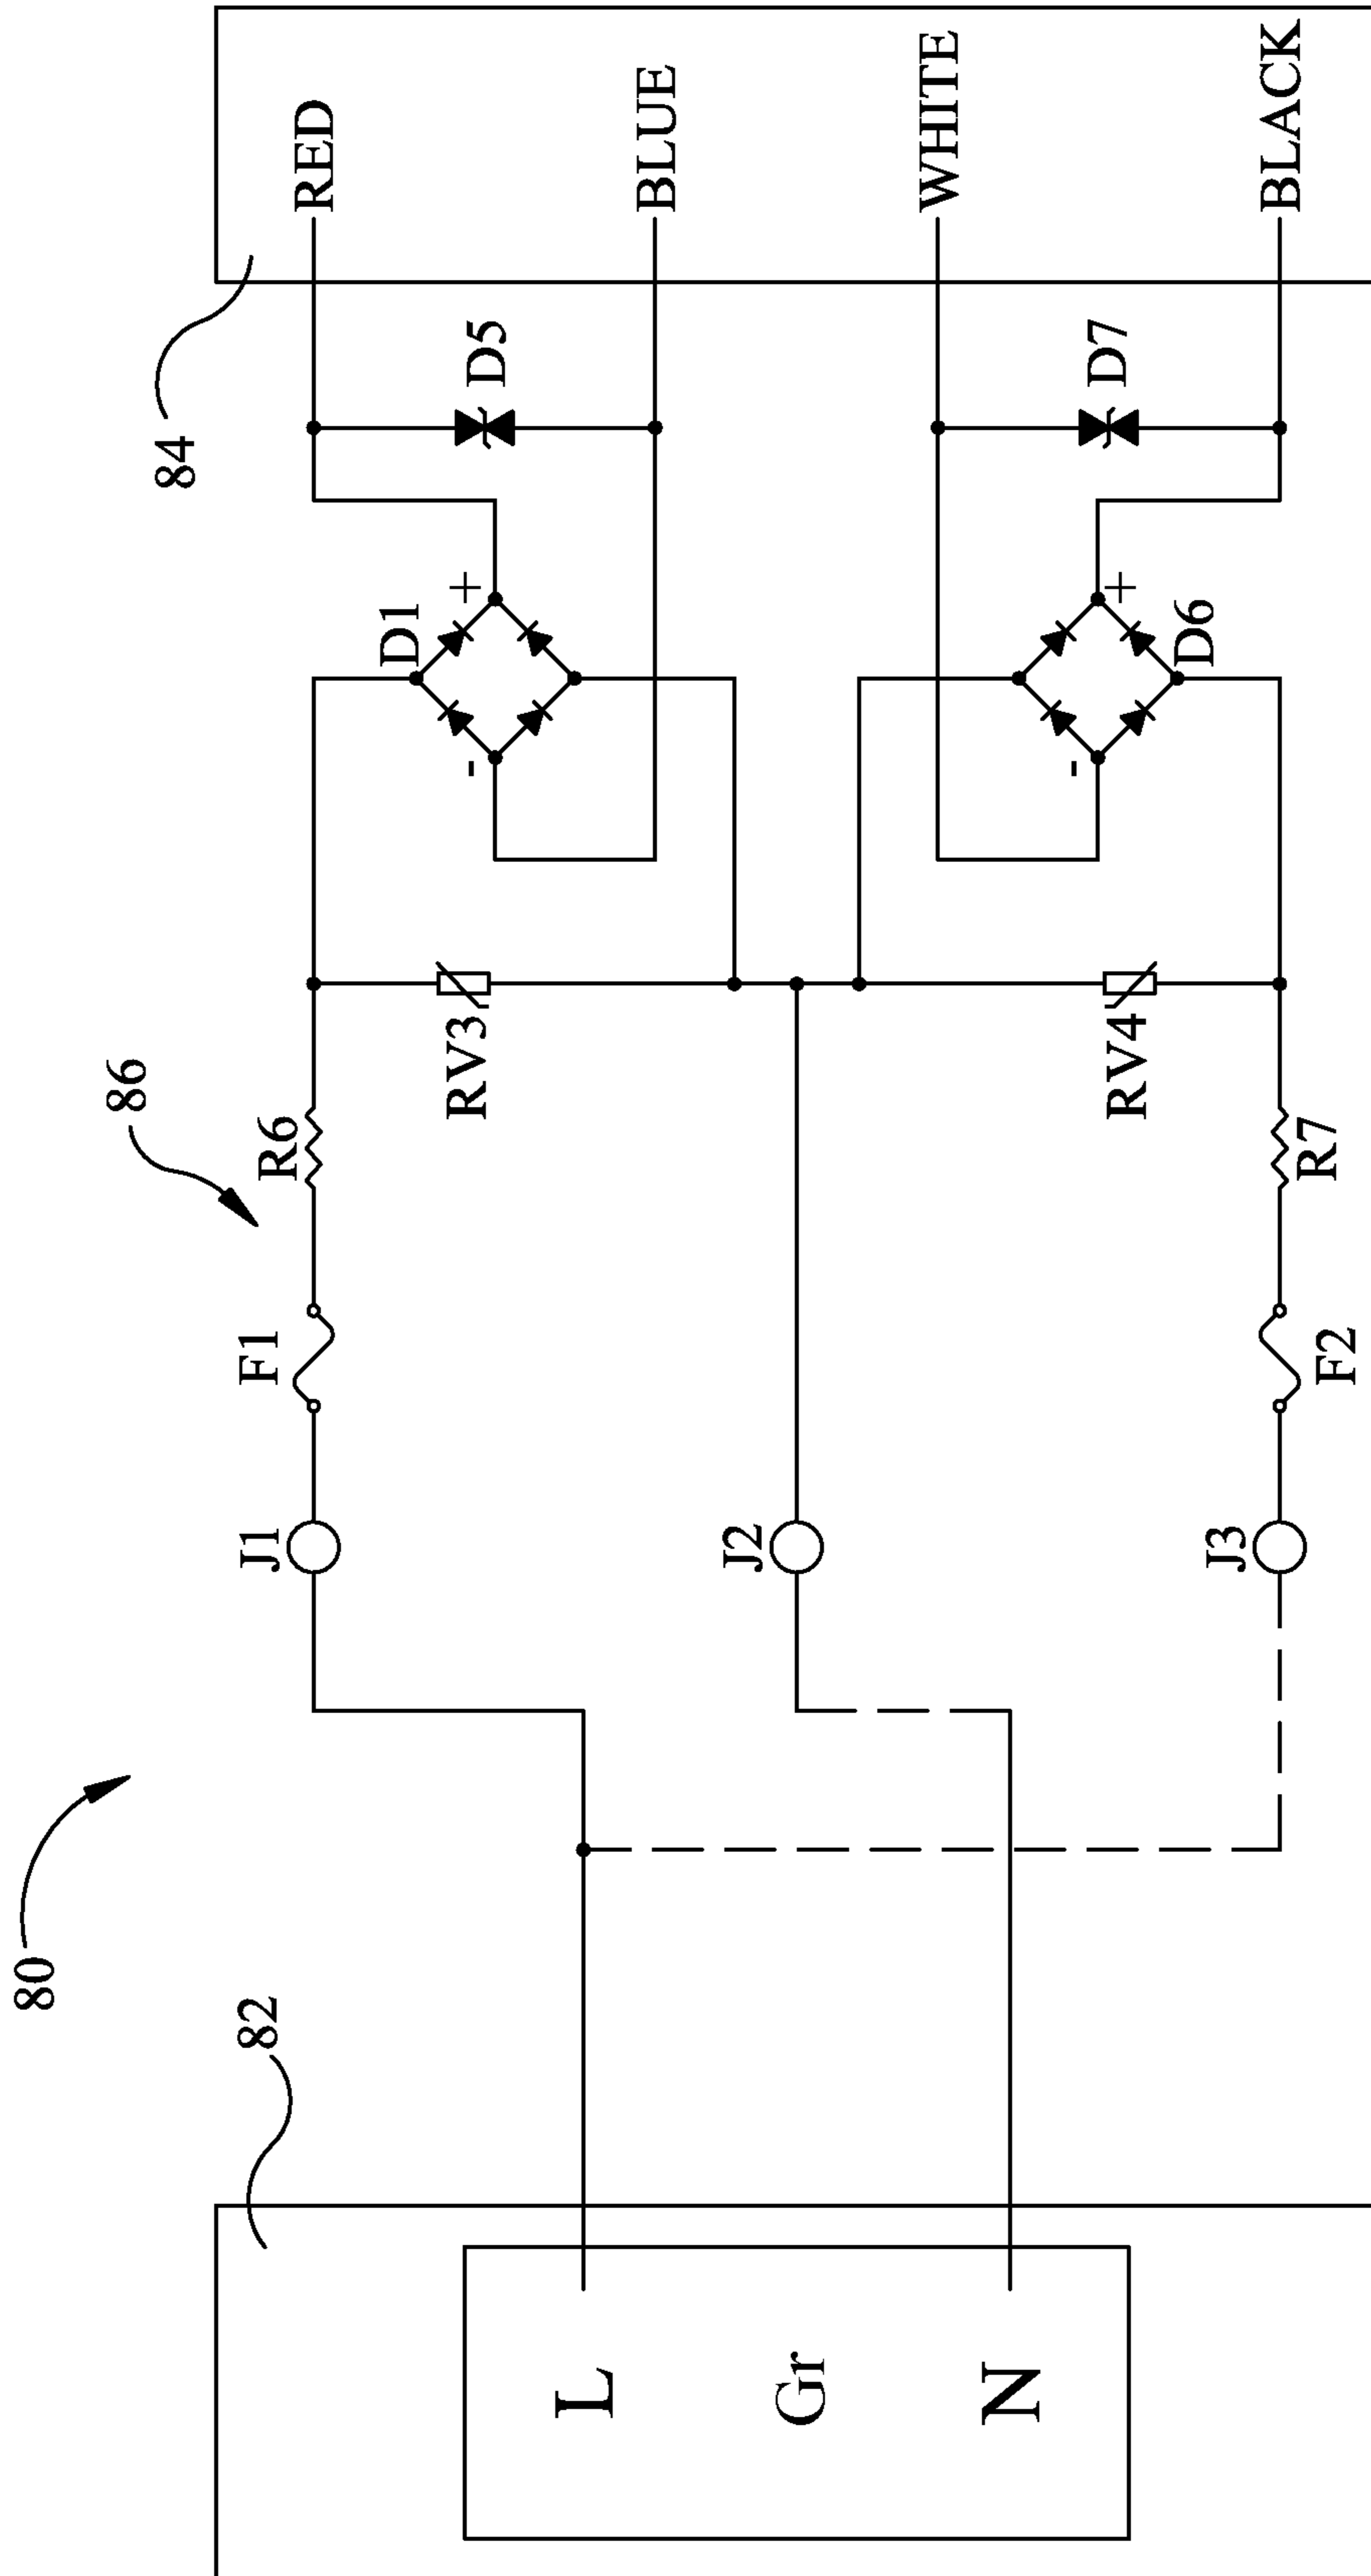 80
82
L
Gr
N
J1
J2
J3
F1
F2
86
R6
R7
RV3
RV4
D1
+
-
D6
+
-
84
D5
D7
RED
BLUE
WHITE
BLACK